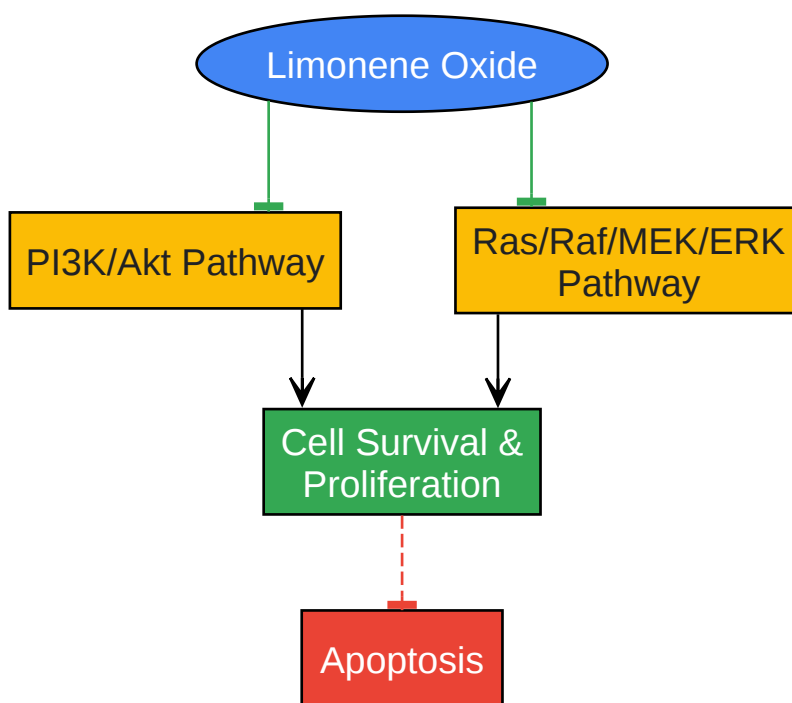 Limonene Oxide
PI3K/Akt Pathway
Ras/Raf/MEK/ERK
Pathway
Cell Survival &
Proliferation
Apoptosis